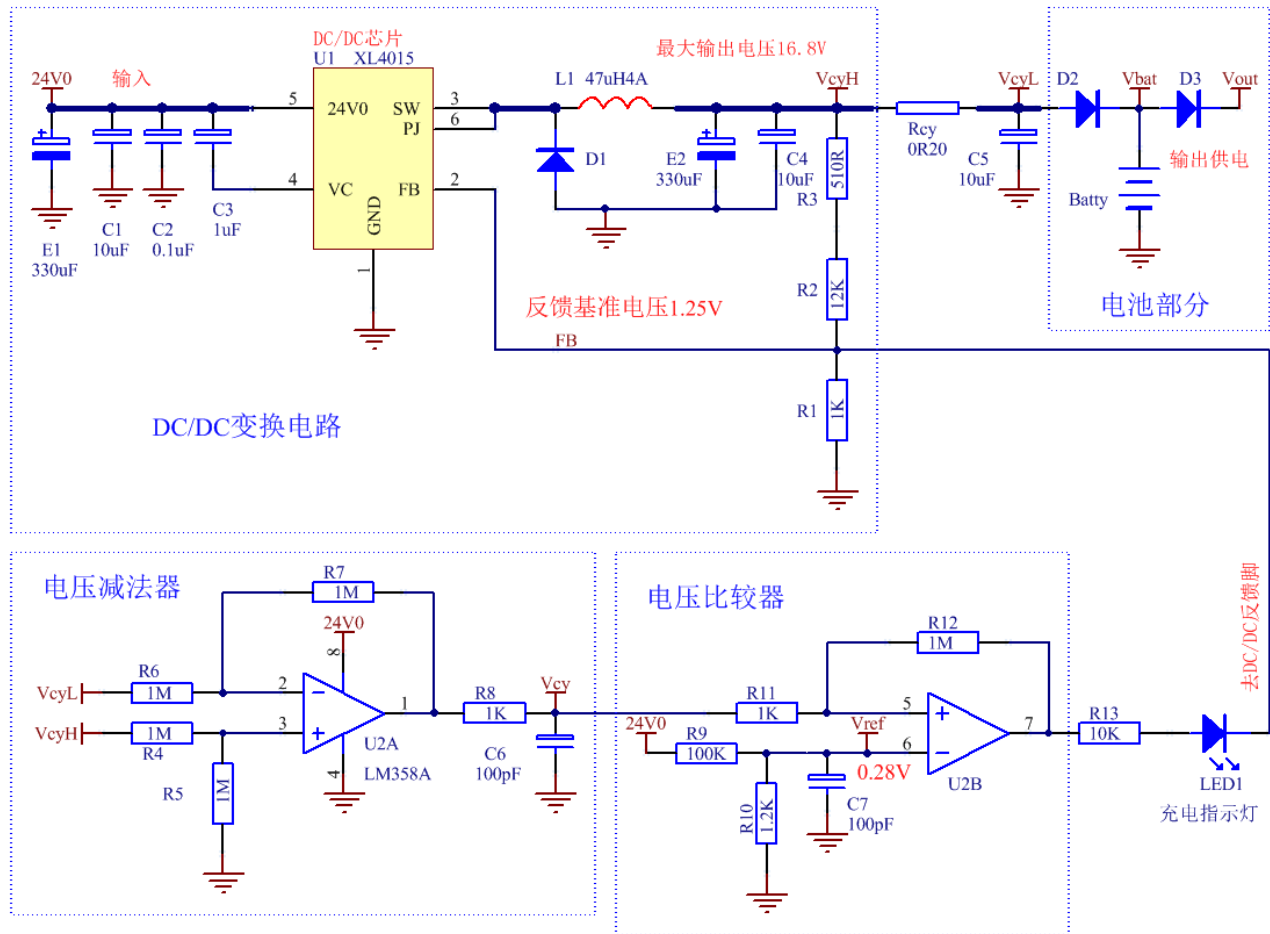 DC/DC芯片
U1 XL4015
24V0
输入
5
24V0
SW
3
PJ
6
4
VC
FB
2
GND
1
E1
330uF
C1
10uF
C2
0.1uF
C3
1uF
L1 47uH4A
最大输出电压16.8V
VcyH
D1
E2
330uF
C4
10uF
510R
R3
R2
12K
R1
1K
反馈基准电压1.25V
FB
DC/DC变换电路
Rcy
0R20
VcyL
C5
10uF
D2
Vbat
D3
Vout
输出供电
Batty
电池部分
电压减法器
R7
1M
24V0
8
VcyL
R6
1M
2
VcyH
1M
R4
3
1
U2A
LM358A
4
R5
1M
R8
1K
Vcy
C6
100pF
电压比较器
R12
1M
R11
1K
5
24V0
R9
100K
Vref
6
0.28V
7
U2B
R10
1.2K
C7
100pF
R13
10K
LED1
充电指示灯
去DC/DC反馈脚